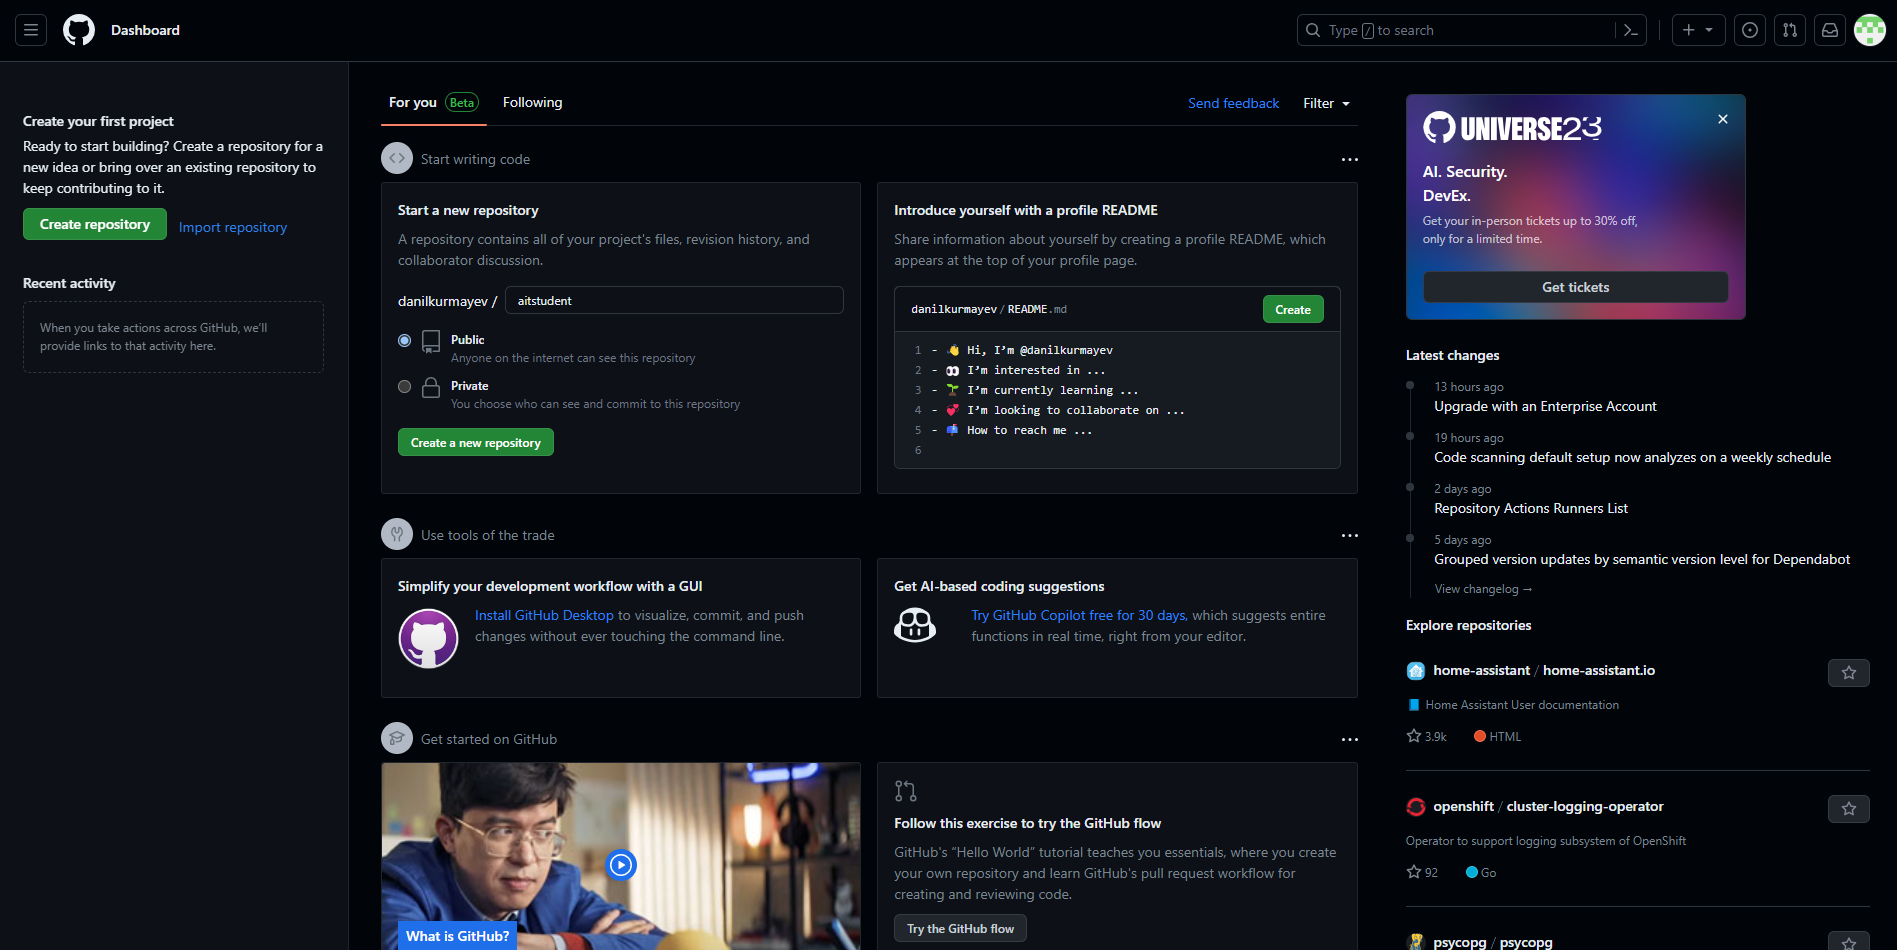 Dashboard
Type / to search
Create your first project
Ready to start building? Create a repository for a
new idea or bring over an existing repository to
keep contributing to it.
Create repository
Import repository
Recent activity
When you take actions across GitHub, we'll
provide links to that activity here.
For you Beta
Following
Send feedback
Filter
Start writing code
Start a new repository
A repository contains all of your project's files, revision history, and
collaborator discussion.
danilkurmayev / aitstudent
Public
Anyone on the internet can see this repository
Private
You choose who can see and commit to this repository
Create a new repository
Introduce yourself with a profile README
Share information about yourself by creating a profile README, which
appears at the top of your profile page.
danilkurmayev/README.md
Create
1 - 👋 Hi, I’m @danilkurmayev
2 - 👀 I’m interested in ...
3 - 🌱 I’m currently learning ...
4 - 💞️ I’m looking to collaborate on ...
5 - 📫 How to reach me ...
6
Use tools of the trade
Simplify your development workflow with a GUI
Install GitHub Desktop to visualize, commit, and push
changes without ever touching the command line.
Get AI-based coding suggestions
Try GitHub Copilot free for 30 days, which suggests entire
functions in real time, right from your editor.
Get started on GitHub
What is GitHub?
Follow this exercise to try the GitHub flow
GitHub's “Hello World” tutorial teaches you essentials, where you create
your own repository and learn GitHub's pull request workflow for
creating and reviewing code.
Try the GitHub flow
UNIVERSE23
AI. Security.
DevEx.
Get your in-person tickets up to 30% off,
only for a limited time.
Get tickets
Latest changes
13 hours ago
Upgrade with an Enterprise Account
19 hours ago
Code scanning default setup now analyzes on a weekly schedule
2 days ago
Repository Actions Runners List
5 days ago
Grouped version updates by semantic version level for Dependabot
View changelog →
Explore repositories
home-assistant / home-assistant.io
📘 Home Assistant User documentation
3.9k HTML
openshift / cluster-logging-operator
Operator to support logging subsystem of OpenShift
92 Go
psycopg / psycopg